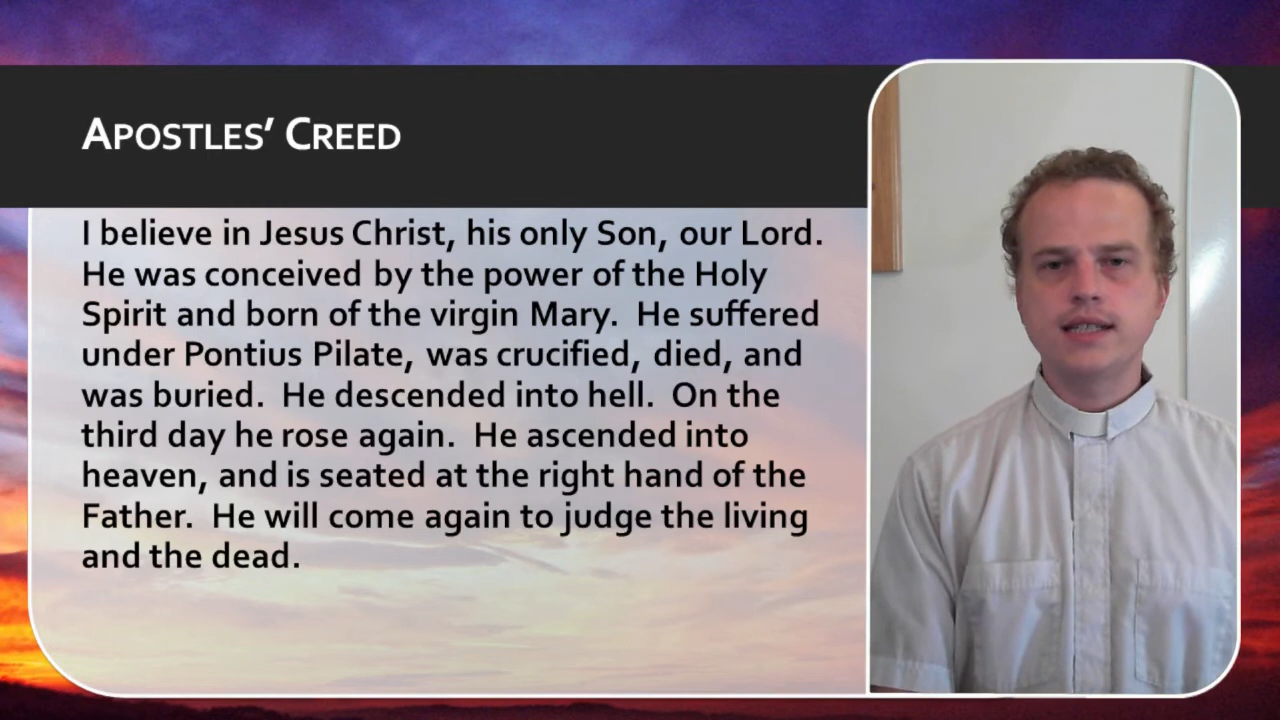 APOSTLES’ CREED
I believe in Jesus Christ, his only Son, our Lord.
He was conceived by the power of the Holy
Spirit and born of the virgin Mary.  He suffered
under Pontius Pilate, was crucified, died, and
was buried.  He descended into hell.  On the
third day he rose again.  He ascended into
heaven, and is seated at the right hand of the
Father.  He will come again to judge the living
and the dead.